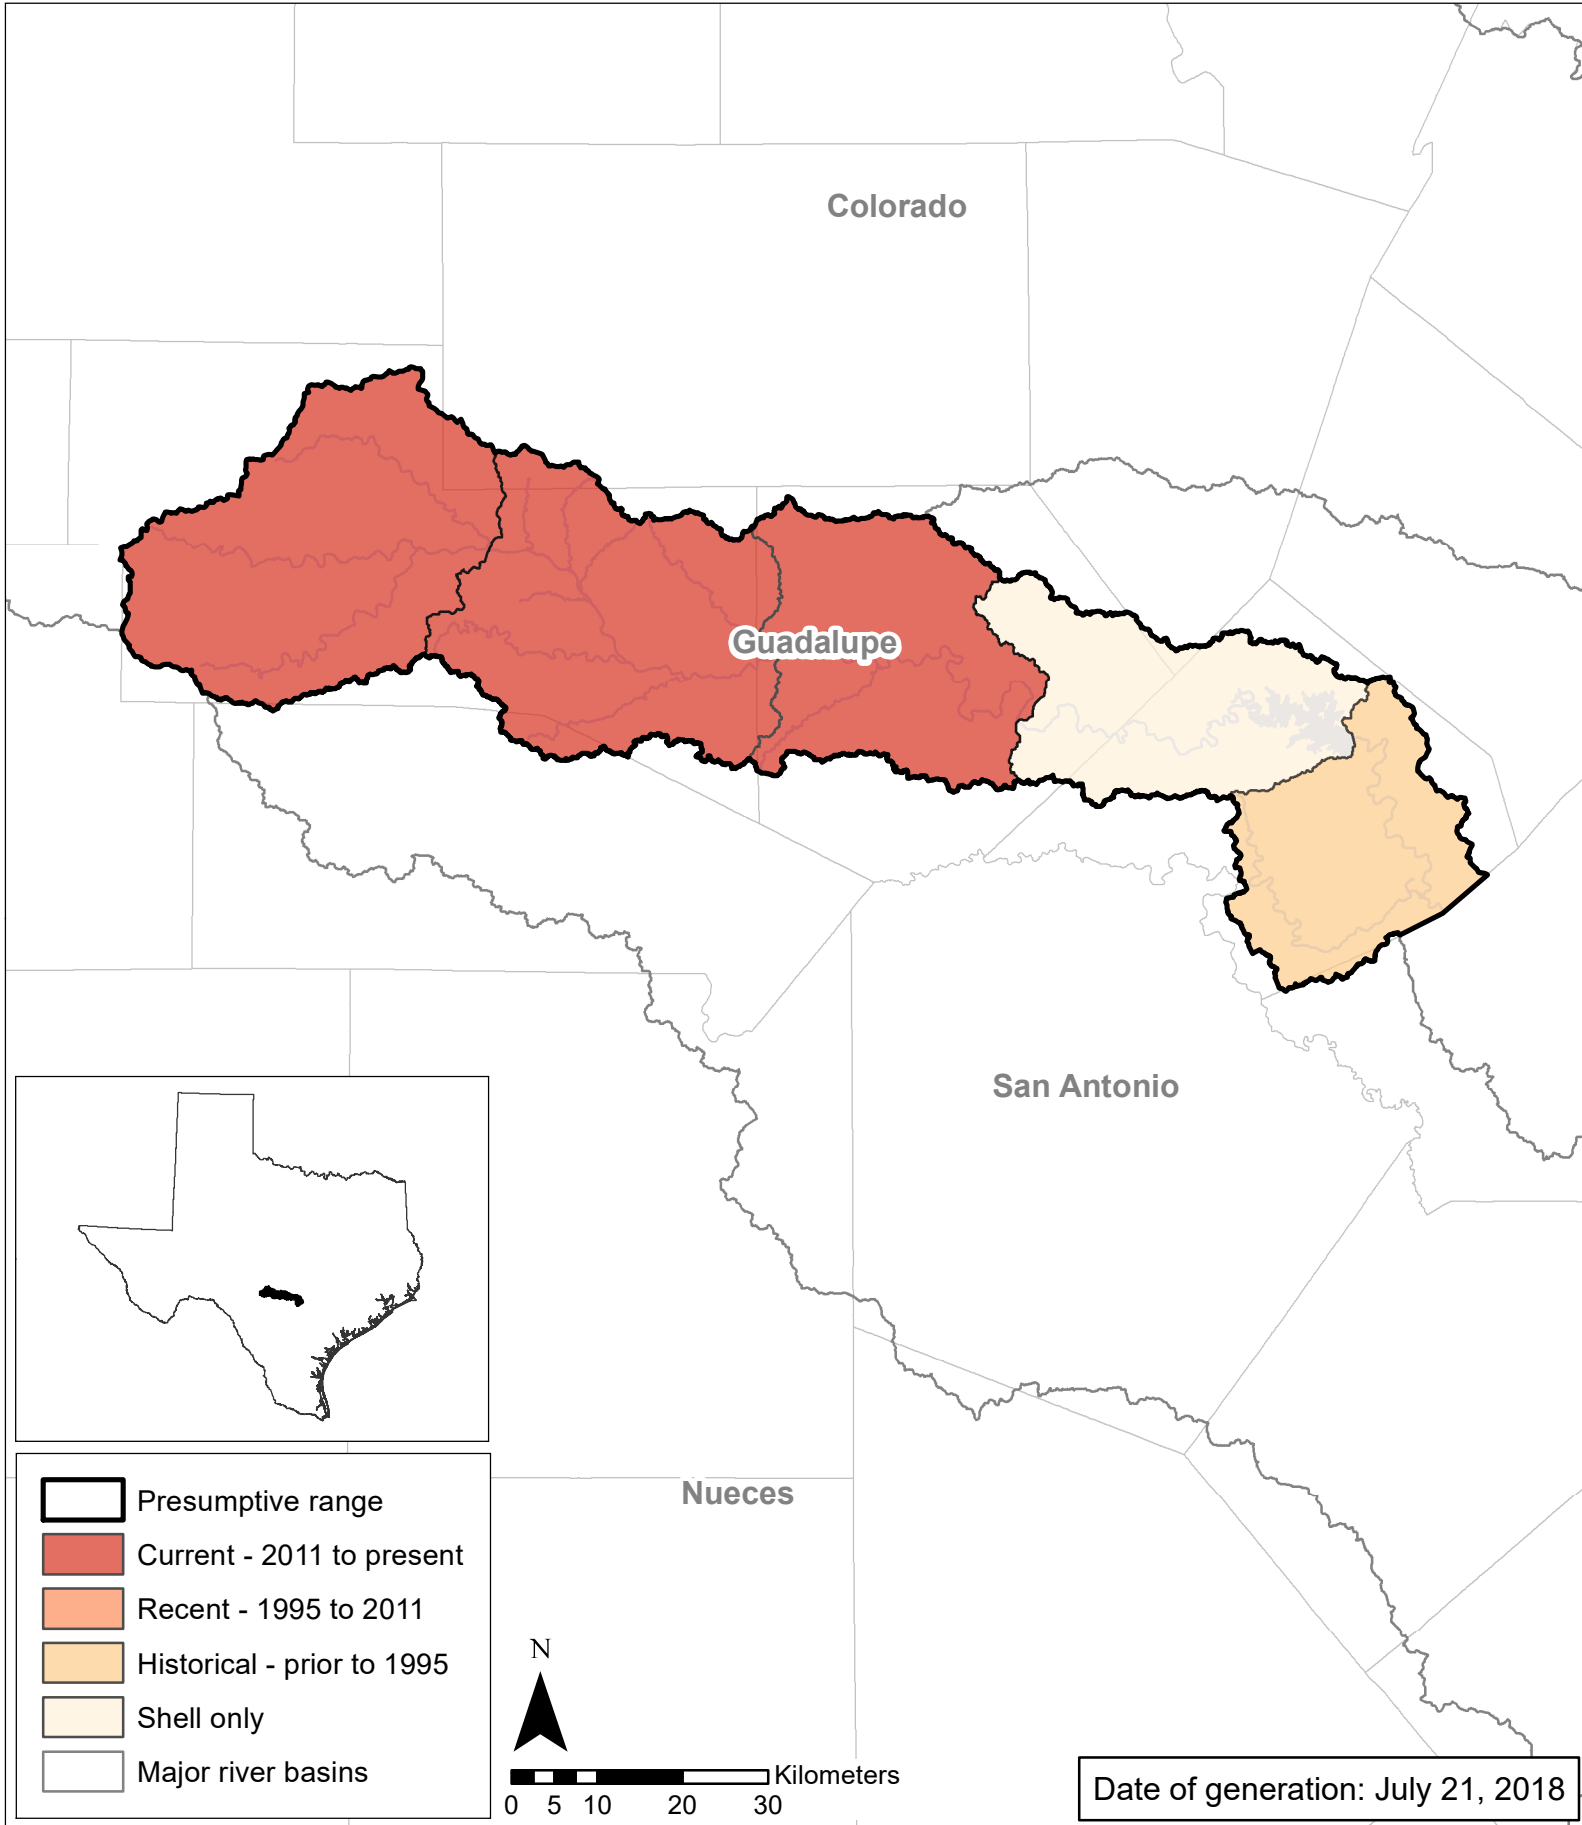 Colorado
Guadalupe
San Antonio
Nueces
Presumptive range
Current - 2011 to present
Recent - 1995 to 2011
Historical - prior to 1995
Shell only
Major river basins
N
Kilometers
0 5 10 20 30
Date of generation: July 21, 2018